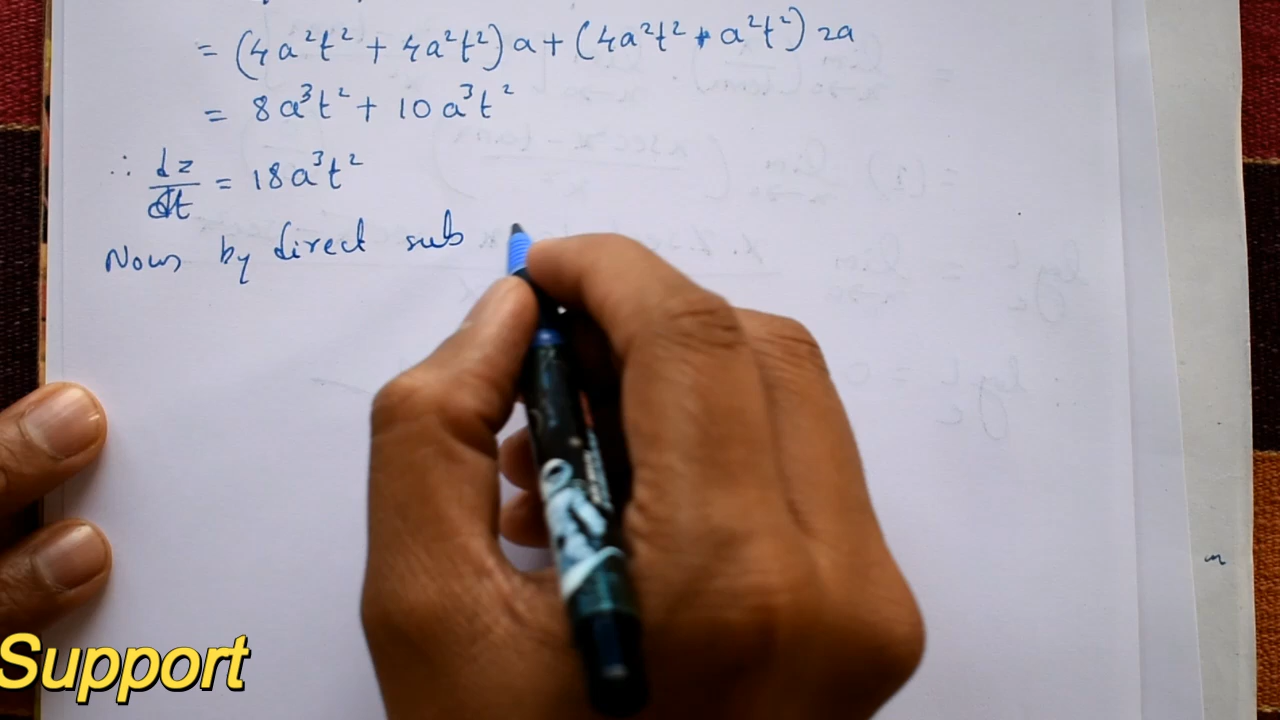 = (4a²t² + 4a²t²) a + (4a²t² + a²t²) 2a
= 8a³t² + 10a³t²
∴ dz/dt = 18a³t²
Now by direct sub
Support